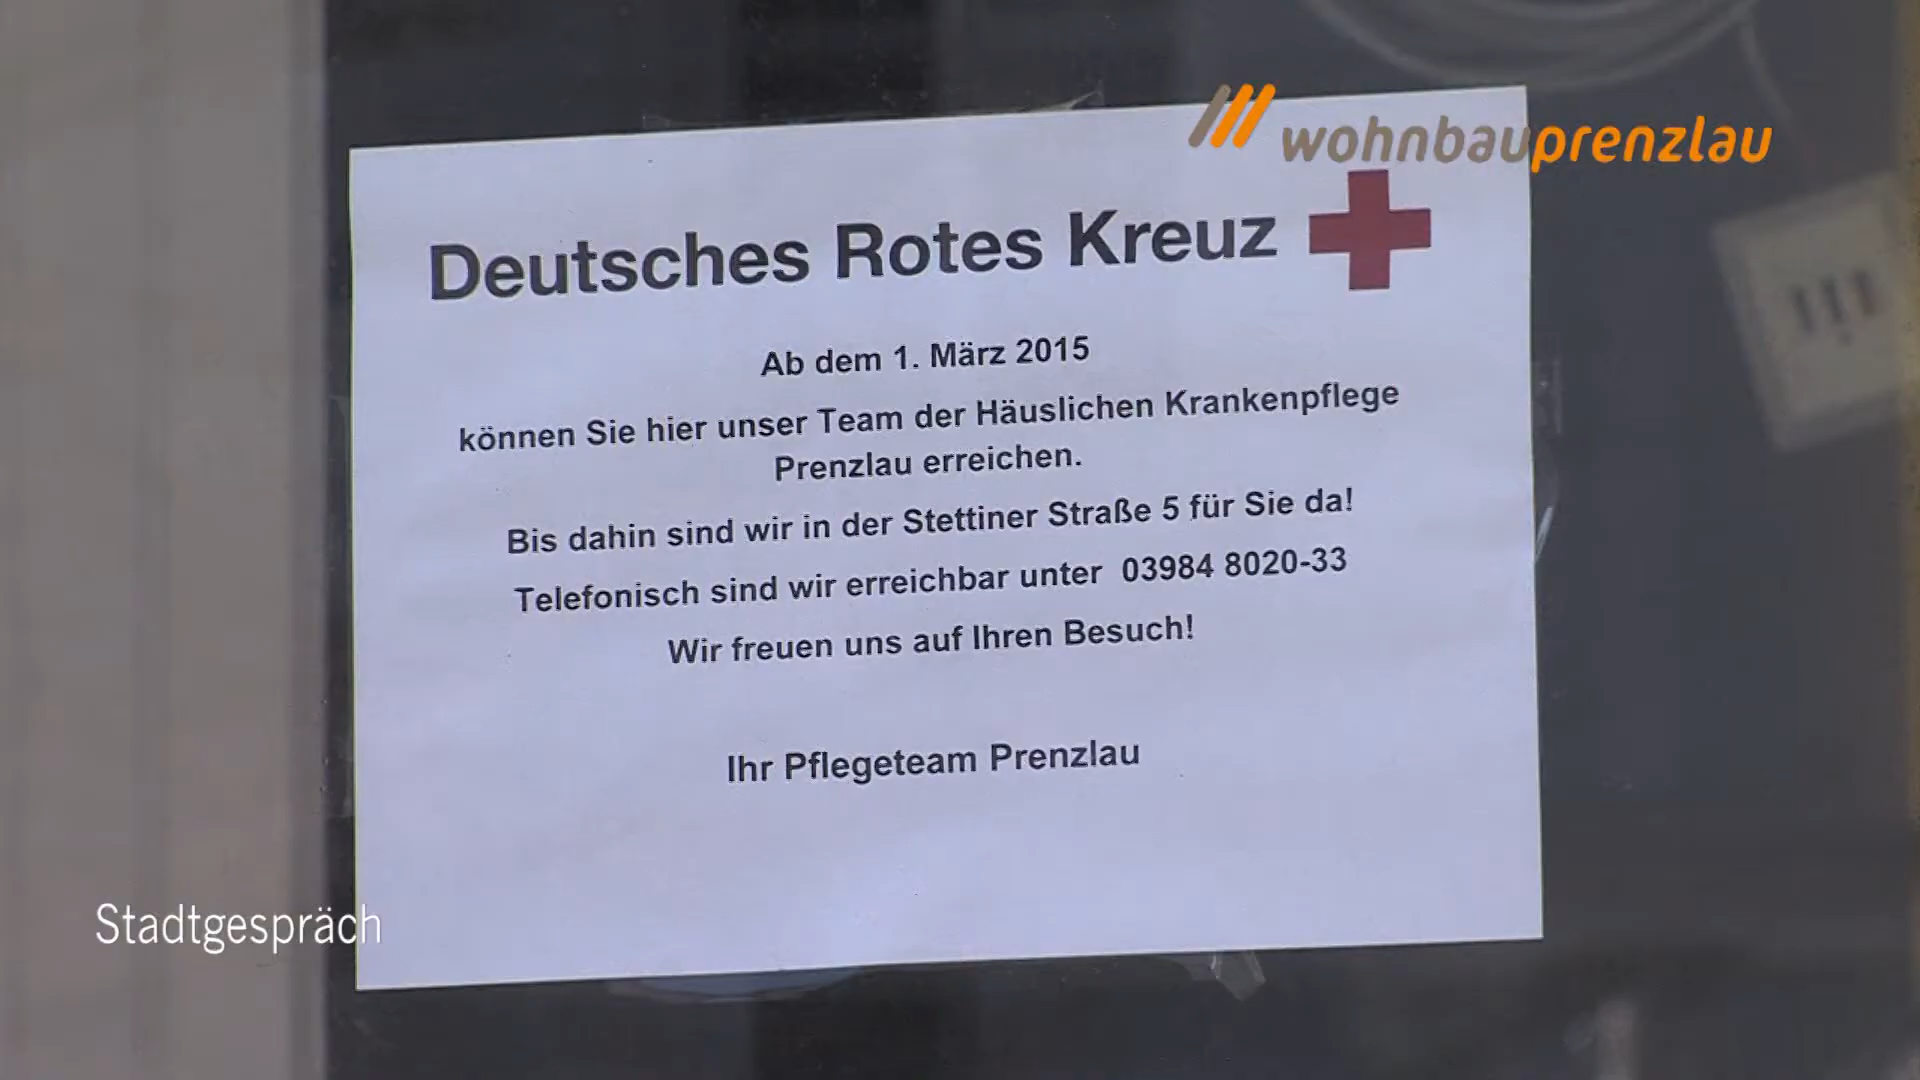 wohnbauprenzlau
Deutsches Rotes Kreuz
Ab dem 1. März 2015
können Sie hier unser Team der Häuslichen Krankenpflege
Prenzlau erreichen.
Bis dahin sind wir in der Stettiner Straße 5 für Sie da!
Telefonisch sind wir erreichbar unter 03984 8020-33
Wir freuen uns auf Ihren Besuch!
Ihr Pflegeteam Prenzlau
Stadtgespräch